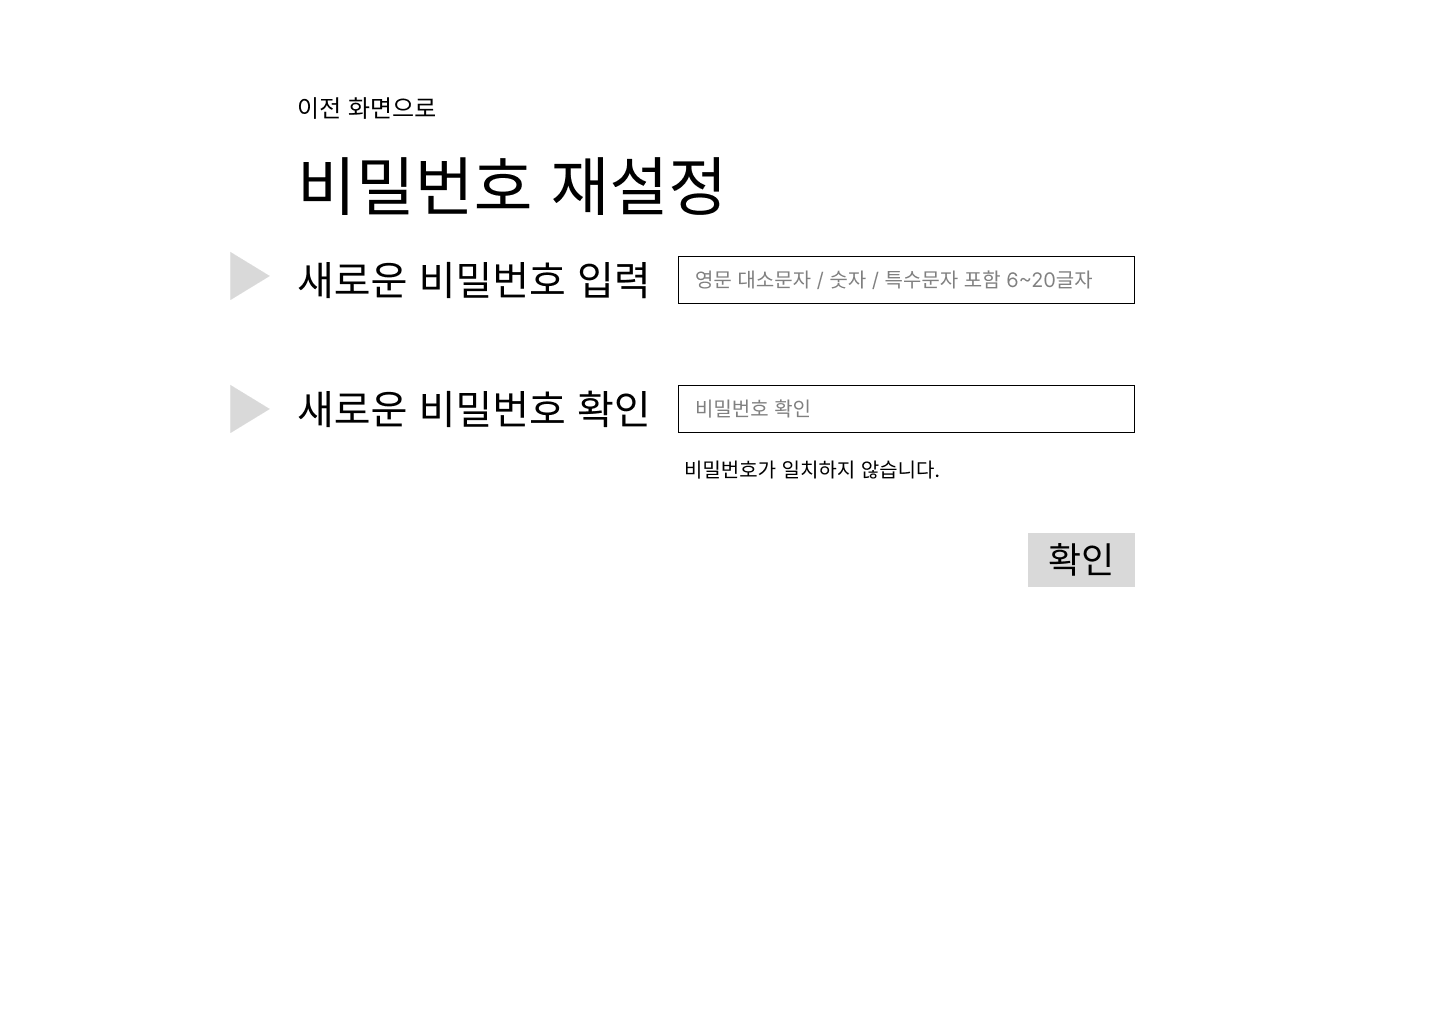 이전 화면으로
비밀번호 재설정
새로운 비밀번호 입력
영문 대소문자 / 숫자 / 특수문자 포함 6~20글자
새로운 비밀번호 확인
비밀번호 확인
비밀번호가 일치하지 않습니다.
확인